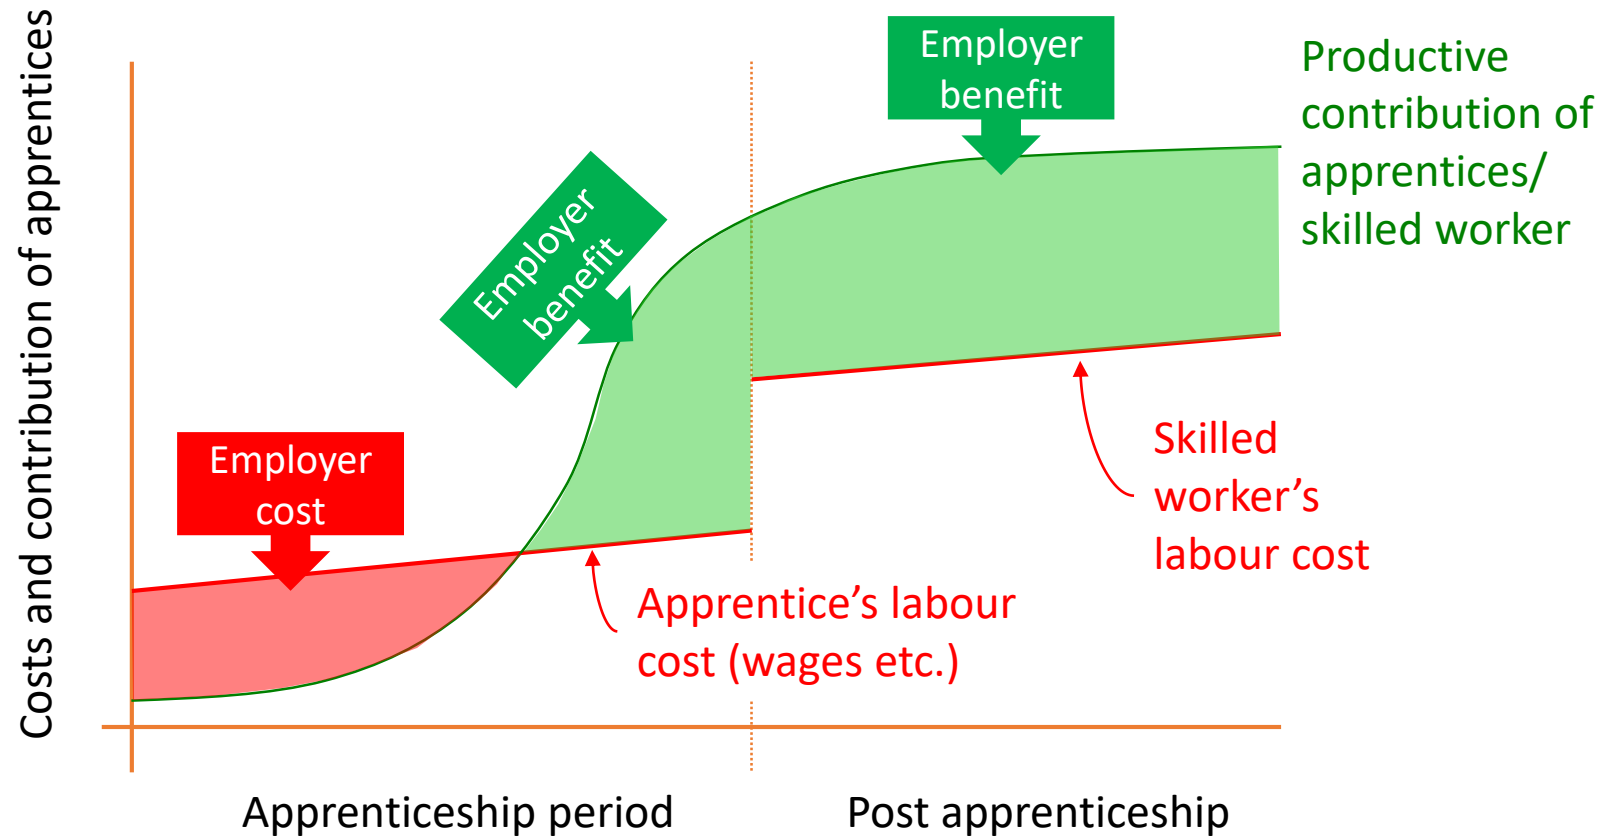 Costs and contribution of apprentices
Employer
benefit
Productive
contribution of
apprentices/
skilled worker
Employer
benefit
Employer
cost
Skilled
worker’s
labour cost
Apprentice’s labour
cost (wages etc.)
Apprenticeship period
Post apprenticeship